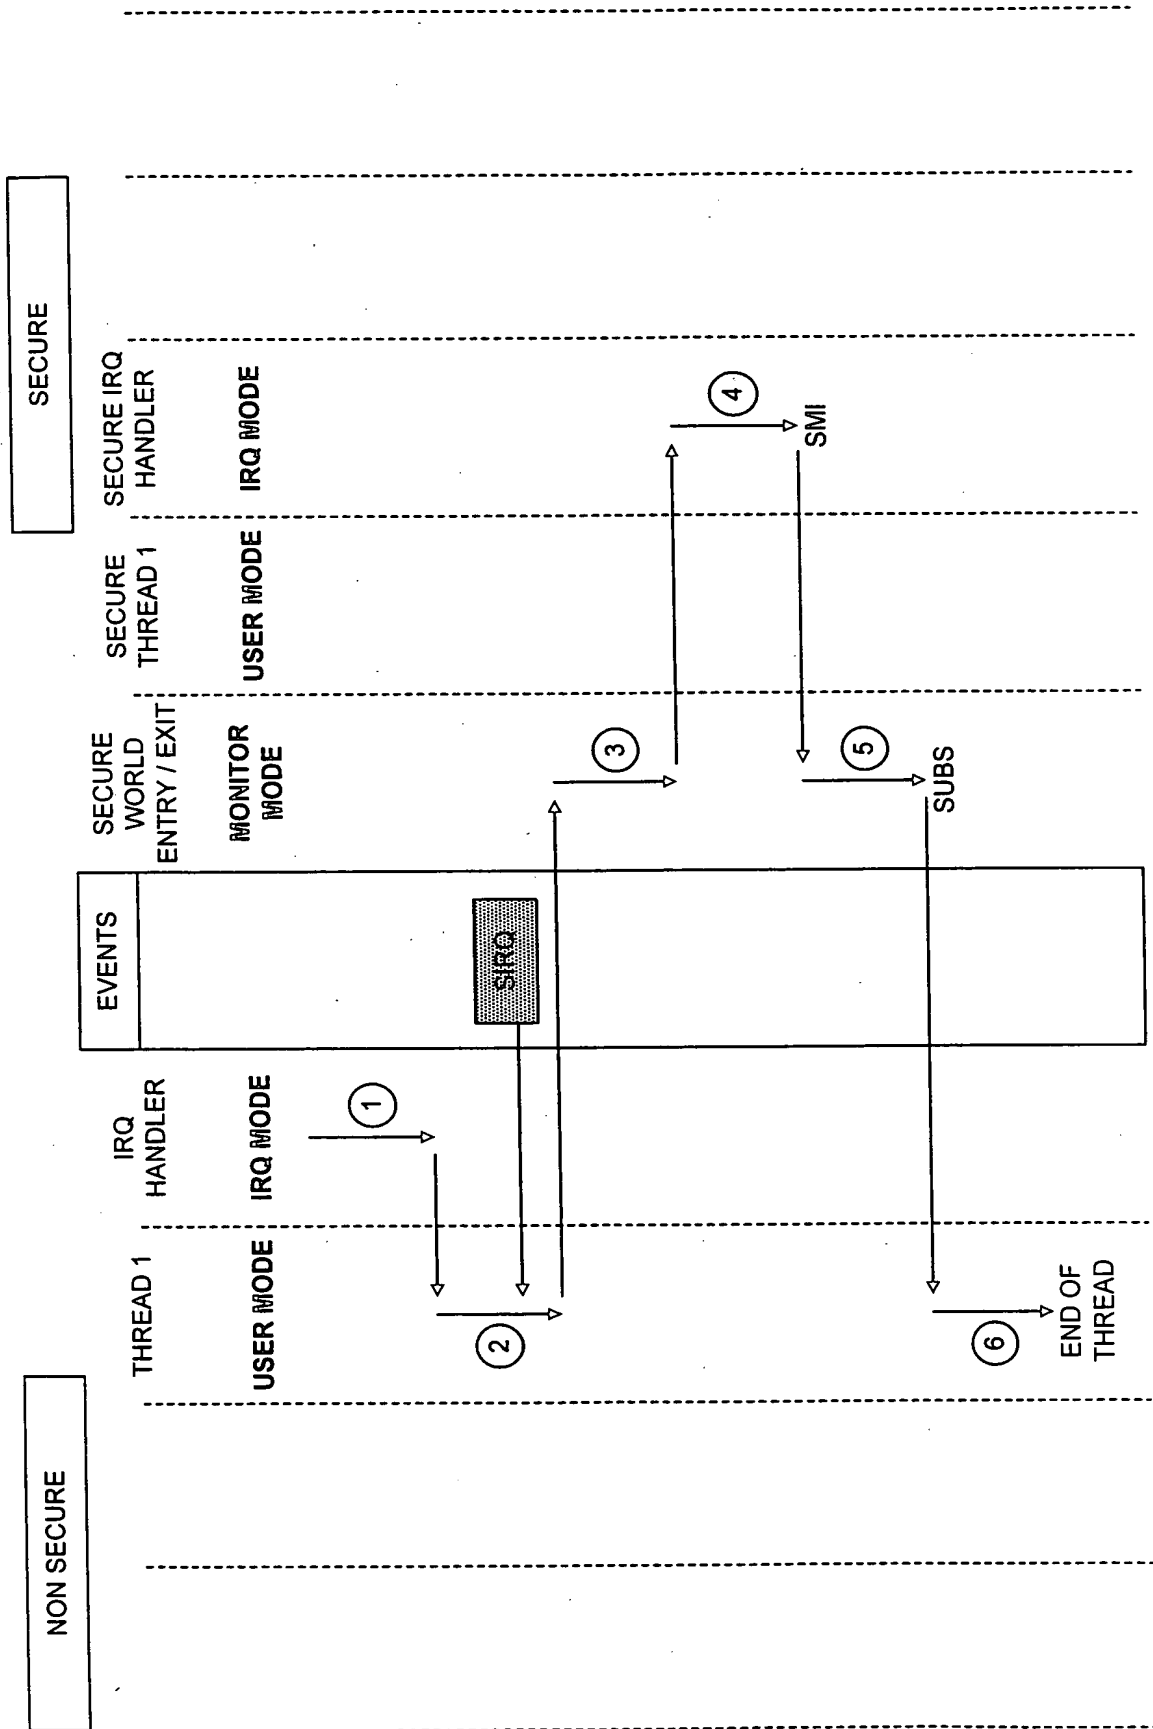 NON SECURE
SECURE
THREAD 1
USER MODE
IRQ
HANDLER
IRQ MODE
EVENTS
SECURE
WORLD
ENTRY / EXIT
MONITOR
MODE
SECURE
THREAD 1
USER MODE
SECURE IRQ
HANDLER
IRQ MODE
1
2
SIRQ
3
4
SMI
5
SUBS
6
END OF
THREAD